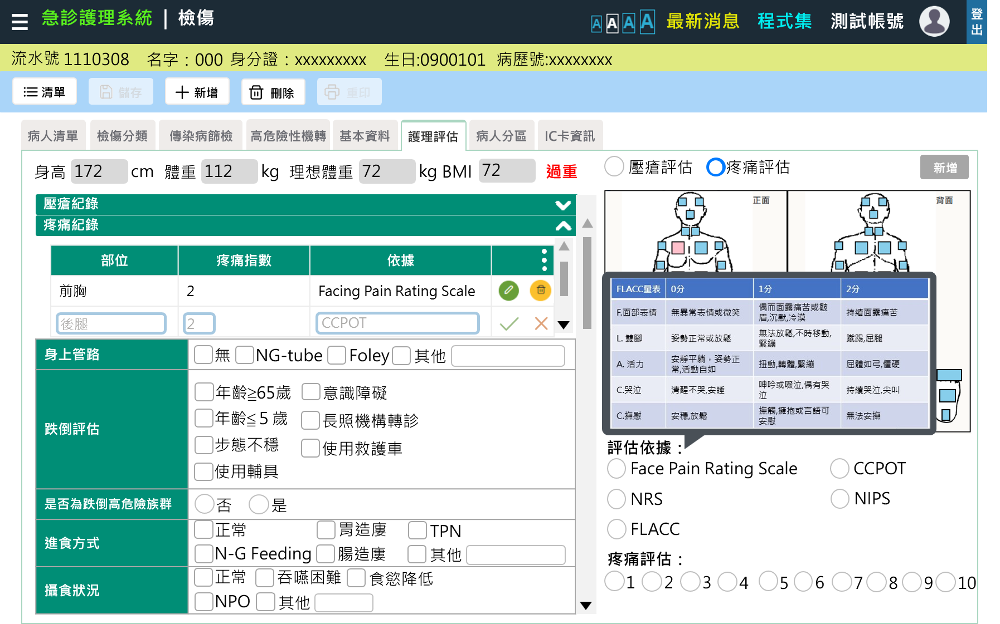 急診護理系統 | 檢傷
A A A A 最新消息 程式集 測試帳號 登出
流水號 1110308 名字：000 身分證：xxxxxxxxx 生日:0900101 病歷號:xxxxxxxx
清單 儲存 新增 刪除 重印
病人清單 檢傷分類 傳染病篩檢 高危險性機轉 基本資料 護理評估 病人分區 IC卡資訊
身高 172 cm 體重 112 kg 理想體重 72 kg BMI 72 過重
壓瘡紀錄
疼痛紀錄
部位 疼痛指數 依據
前胸 2 Facing Pain Rating Scale
後腿 2 CCPOT
身上管路 無 NG-tube Foley 其他
跌倒評估
年齡≧65歲 意識障礙
年齡≦5歲 長照機構轉診
步態不穩 使用救護車
使用輔具
是否為跌倒高危險族群 否 是
進食方式
正常 胃造廔 TPN
N-G Feeding 腸造廔 其他
攝食狀況
正常 吞嚥困難 食慾降低
NPO 其他
壓瘡評估 疼痛評估 新增
正面 背面
FLACC量表 0分 1分 2分
F.面部表情 無異常表情或微笑 偶而面露痛苦或皺眉,沉默,冷漠 持續面露痛苦
L. 雙腳 姿勢正常或放鬆 無法放鬆,不時移動,緊繃 蹴踢,屈腿
A. 活力 安靜平躺，姿勢正常,活動自如 扭動,轉體,緊繃 屈體如弓,僵硬
C.哭泣 清醒不哭,安睡 呻吟或啜泣,偶有哭泣 持續哭泣,尖叫
C.撫慰 安穩,放鬆 撫觸,擁抱或言語可安慰 無法安撫
評估依據：
Face Pain Rating Scale CCPOT
NRS NIPS
FLACC
疼痛評估：
1 2 3 4 5 6 7 8 9 10